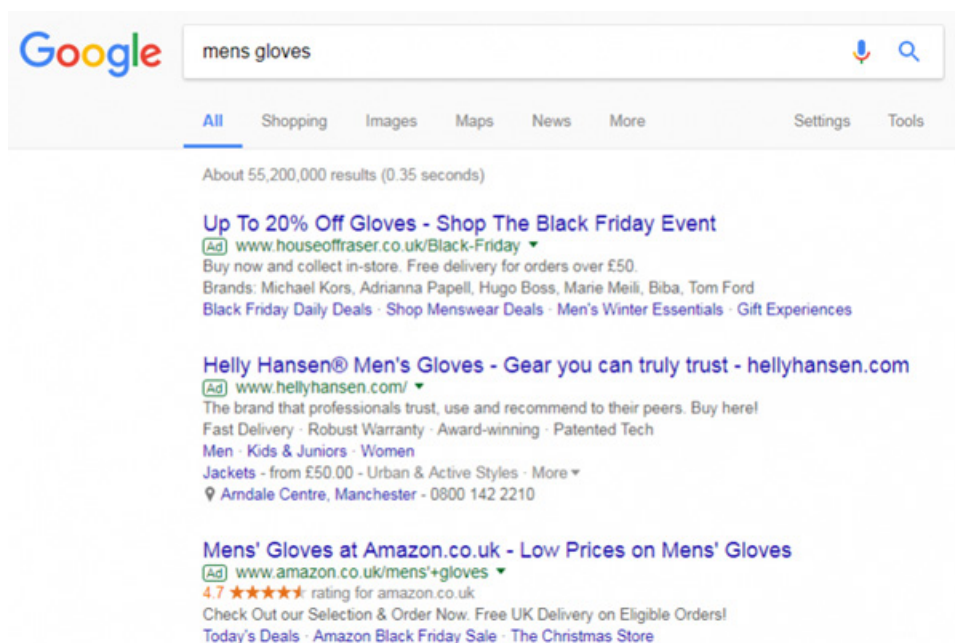 Google
mens gloves
All Shopping Images Maps News More Settings Tools
About 55,200,000 results (0.35 seconds)
Up To 20% Off Gloves - Shop The Black Friday Event
Ad www.houseoffraser.co.uk/Black-Friday ▼
Buy now and collect in-store. Free delivery for orders over £50.
Brands: Michael Kors, Adrianna Papell, Hugo Boss, Marie Meili, Biba, Tom Ford
Black Friday Daily Deals · Shop Menswear Deals · Men's Winter Essentials · Gift Experiences
Helly Hansen® Men's Gloves - Gear you can truly trust - hellyhansen.com
Ad www.hellyhansen.com/ ▼
The brand that professionals trust, use and recommend to their peers. Buy here!
Fast Delivery · Robust Warranty · Award-winning · Patented Tech
Men · Kids & Juniors · Women
Jackets - from £50.00 - Urban & Active Styles · More ▼
Arndale Centre, Manchester - 0800 142 2210
Mens' Gloves at Amazon.co.uk - Low Prices on Mens' Gloves
Ad www.amazon.co.uk/mens'+gloves ▼
4.7 ★★★★★ rating for amazon.co.uk
Check Out our Selection & Order Now. Free UK Delivery on Eligible Orders!
Today's Deals · Amazon Black Friday Sale · The Christmas Store